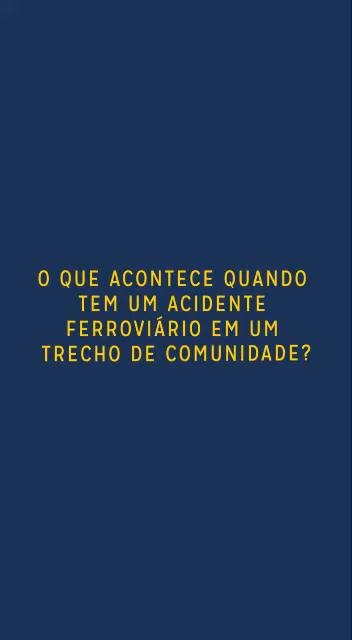 O QUE ACONTECE QUANDO
TEM UM ACIDENTE
FERROVIÁRIO EM UM
TRECHO DE COMUNIDADE?